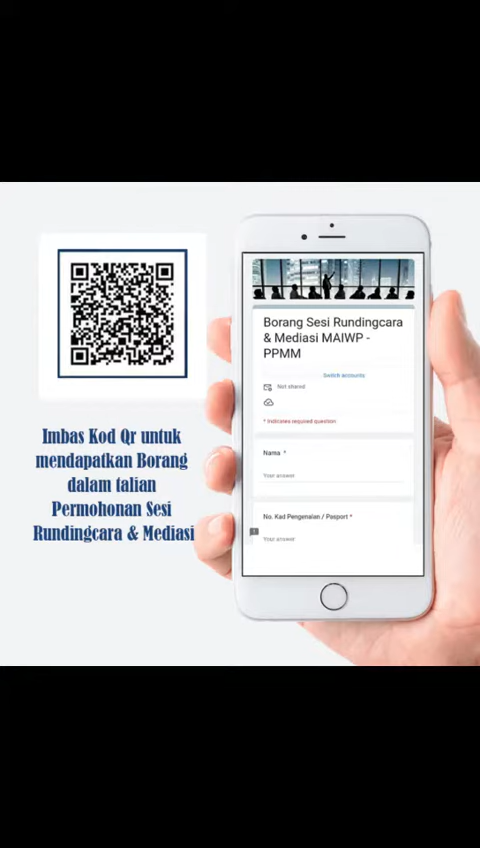 Imbas Kod Qr untuk
mendapatkan Borang
dalam talian
Permohonan Sesi
Rundingcara & Mediasi
Borang Sesi Rundingcara
& Mediasi MAIWP -
PPMM
Switch accounts
Not shared
* Indicates required question
Nama *
Your answer
No. Kad Pengenalan / Pasport *
Your answer